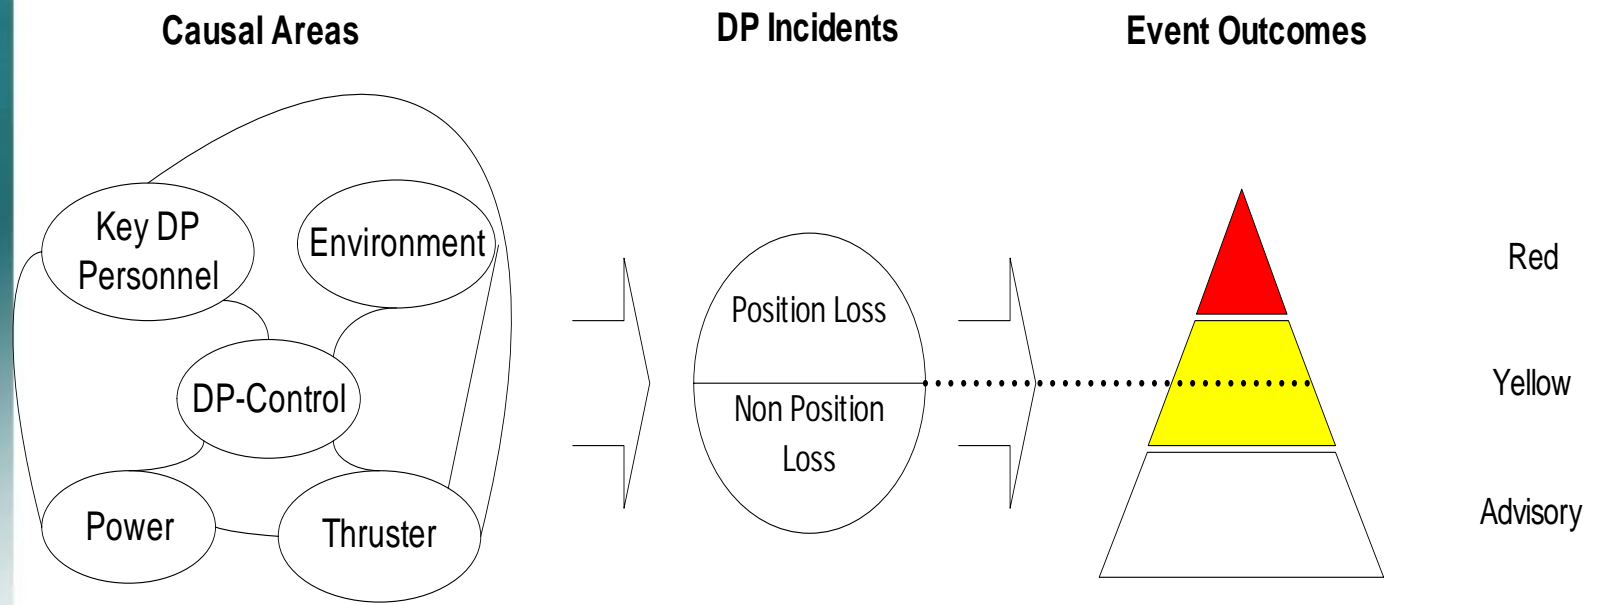 Causal Areas
DP Incidents
Event Outcomes
Key DP
Personnel
Environment
DP-Control
Power
Thruster
Position Loss
Non Position
Loss
Red
Yellow
Advisory